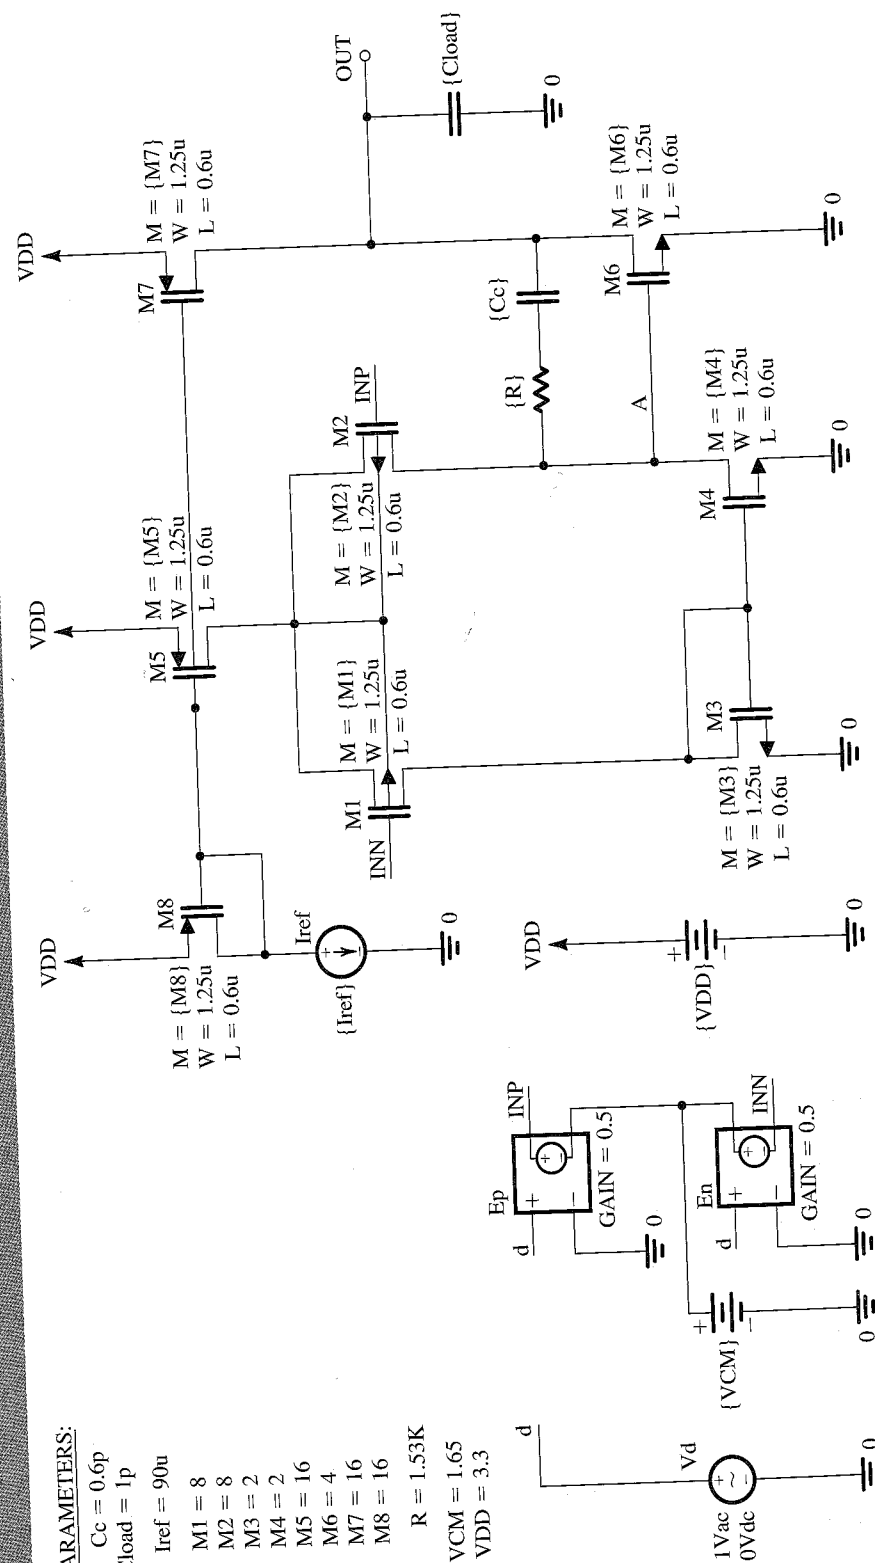 ARAMETERS:
Cc = 0.6p
Cload = 1p
Iref = 90u
M1 = 8
M2 = 8
M3 = 2
M4 = 2
M5 = 16
M6 = 4
M7 = 16
M8 = 16
R = 1.53K
VCM = 1.65
VDD = 3.3
1Vac
0Vdc
Vd
d
0
{VCM}
0
d
Ep
INP
GAIN = 0.5
0
d
En
INN
GAIN = 0.5
0
VDD
{VDD}
0
VDD
M8
M = {M8}
W = 1.25u
L = 0.6u
Iref
{Iref}
0
VDD
M5
M = {M5}
W = 1.25u
L = 0.6u
VDD
M7
M = {M7}
W = 1.25u
L = 0.6u
INN
M1
M = {M1}
W = 1.25u
L = 0.6u
M2
INP
M = {M2}
W = 1.25u
L = 0.6u
OUT
{Cload}
0
{R}
{Cc}
A
M6
M = {M6}
W = 1.25u
L = 0.6u
0
M3
M = {M3}
W = 1.25u
L = 0.6u
0
M4
M = {M4}
W = 1.25u
L = 0.6u
0